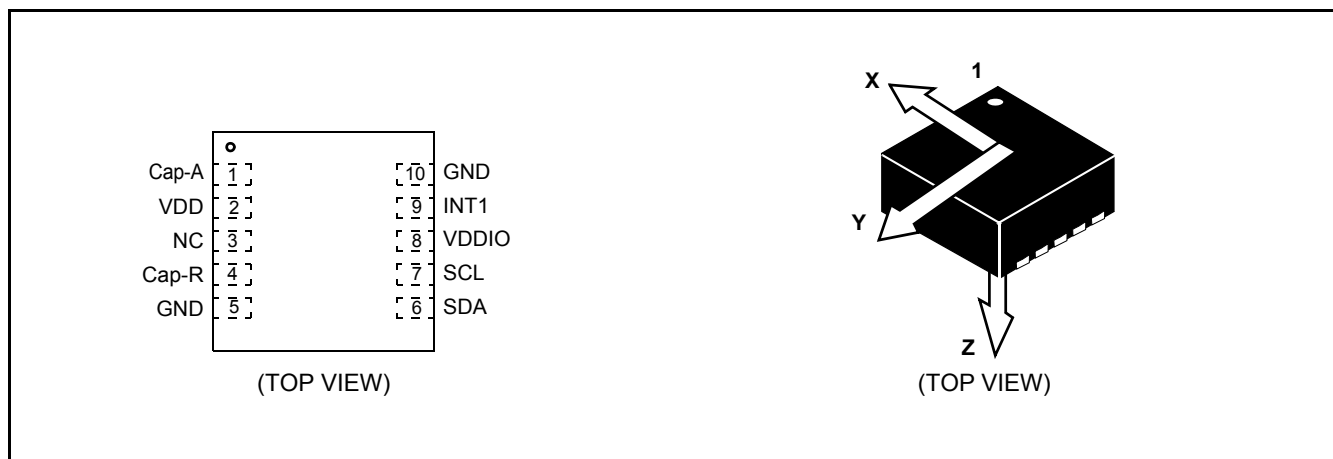 Cap-A 1 10 GND
VDD 2 9 INT1
NC 3 8 VDDIO
Cap-R 4 7 SCL
GND 5 6 SDA
(TOP VIEW)
1
X
Y
Z
(TOP VIEW)